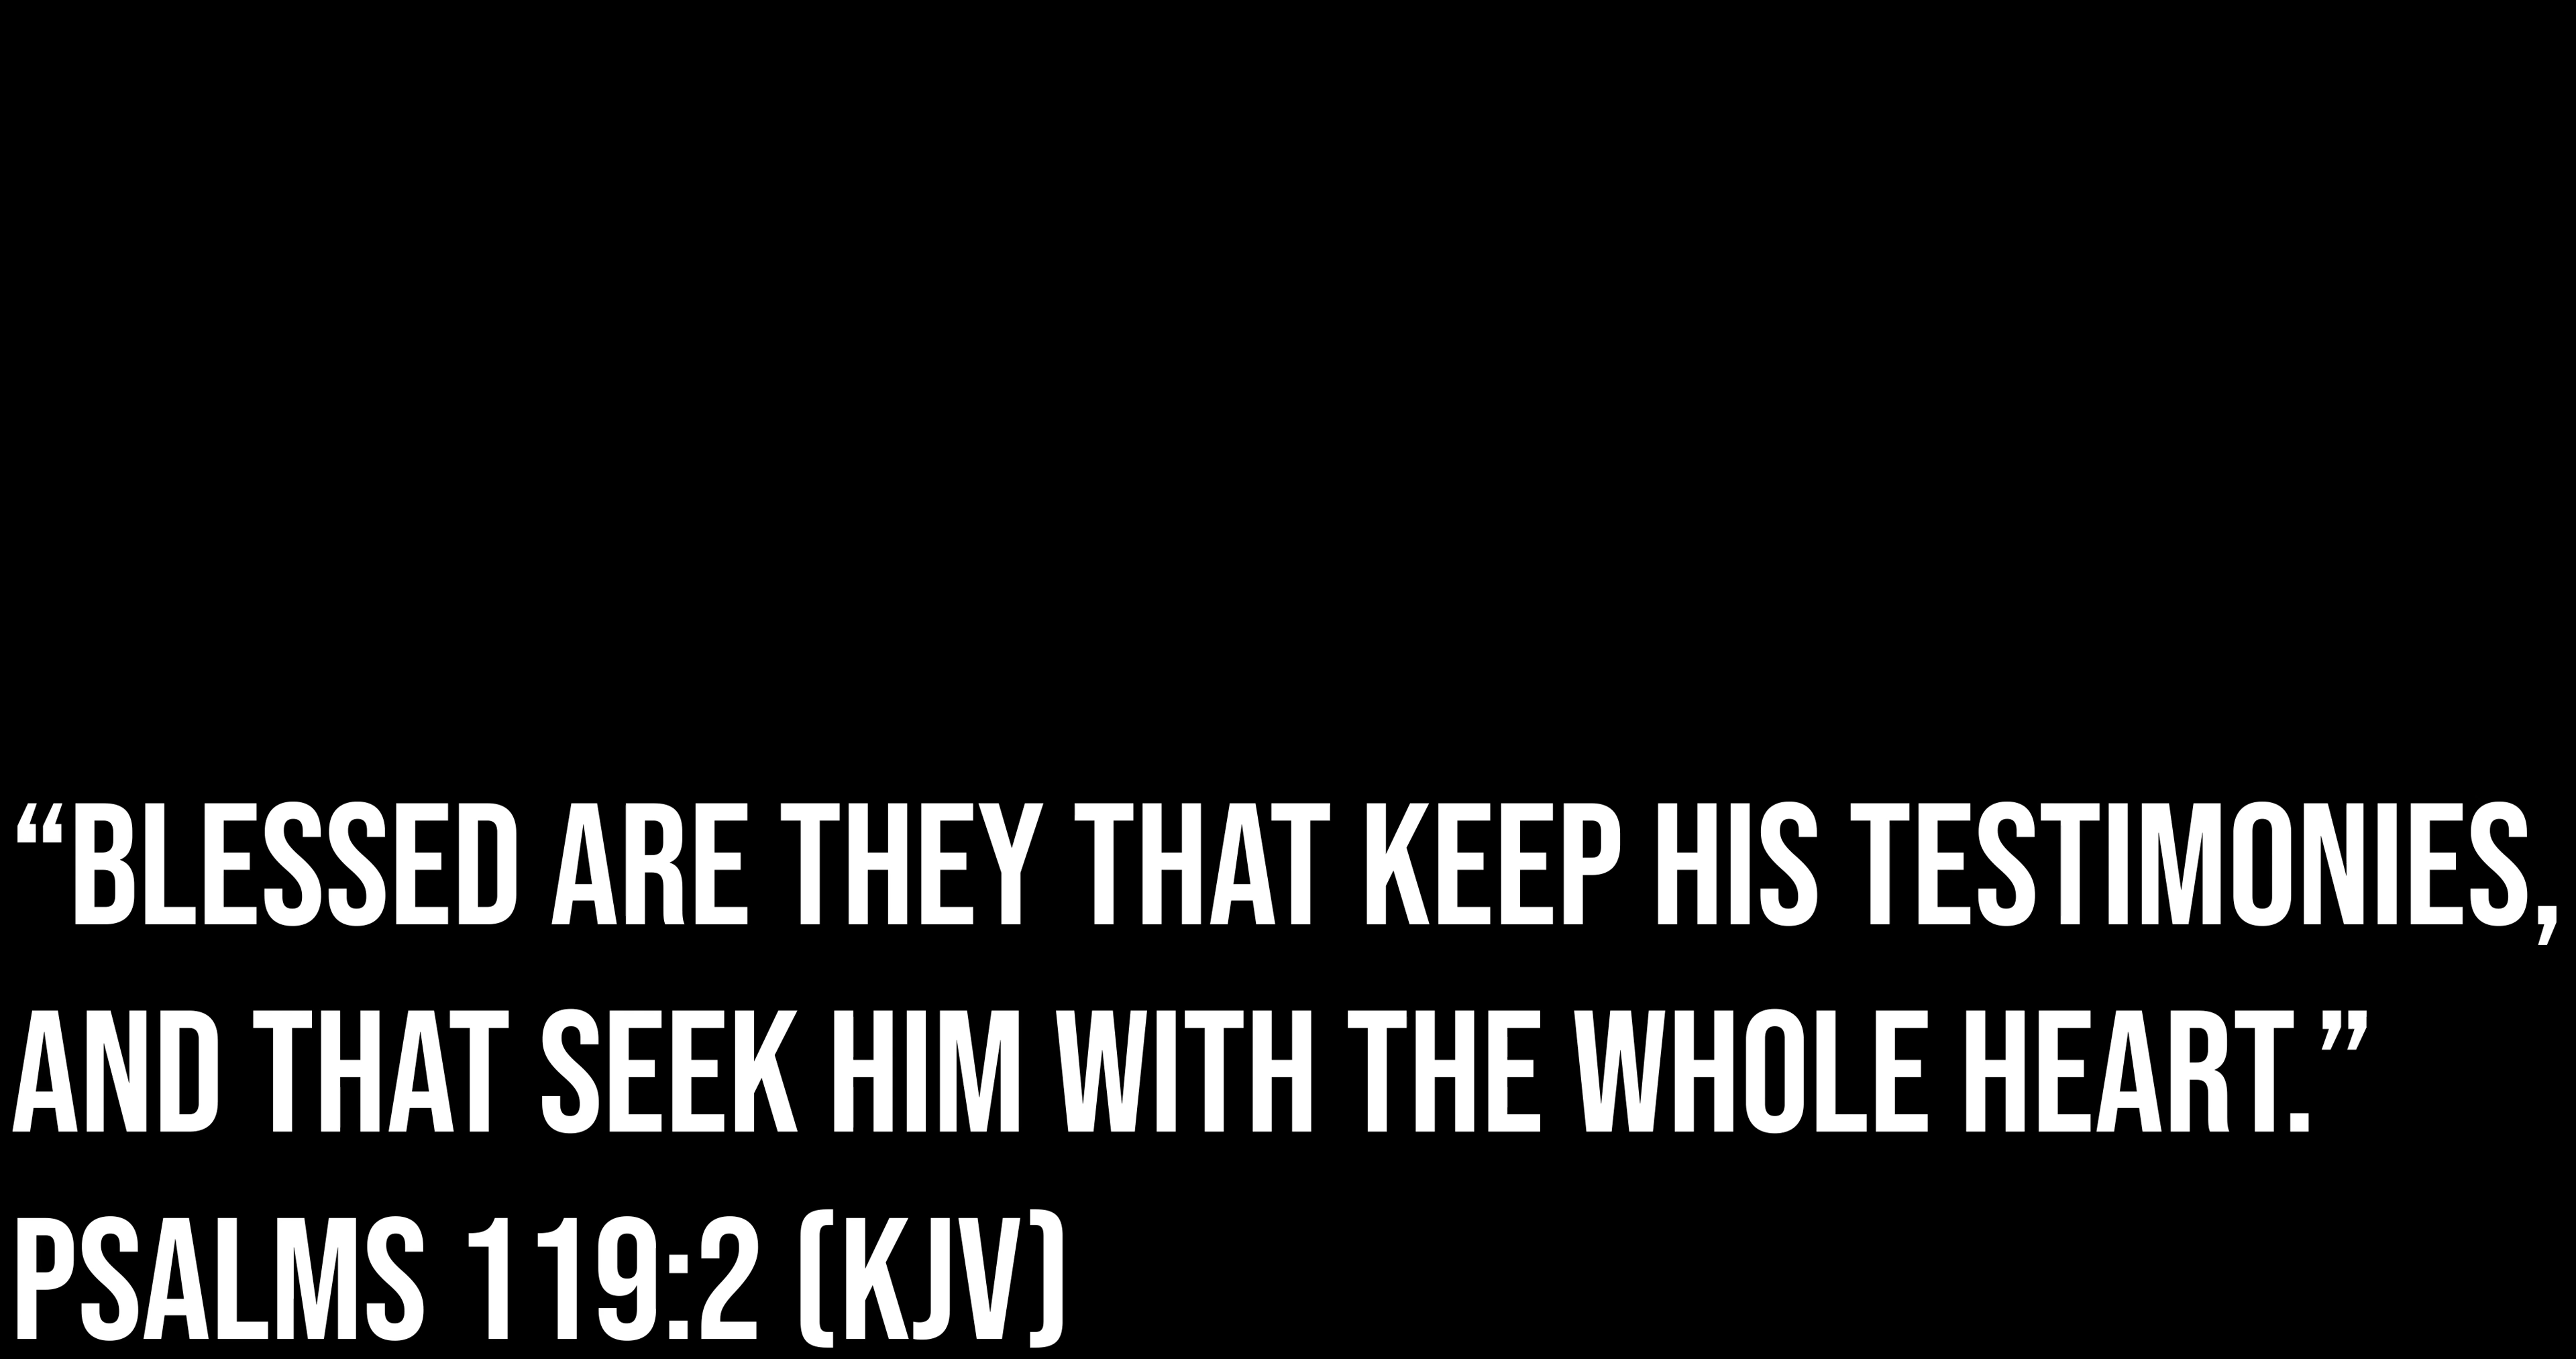 “BLESSED ARE THEY THAT KEEP HIS TESTIMONIES,
AND THAT SEEK HIM WITH THE WHOLE HEART.”
PSALMS 119:2 (KJV)